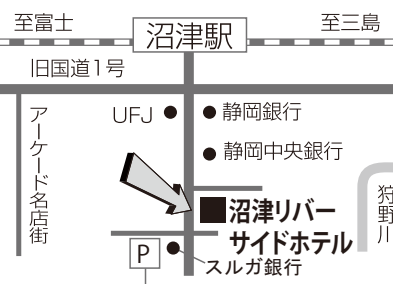 至富士
沼津駅
至三島
旧国道1号
アーケード名店街
UFJ
静岡銀行
静岡中央銀行
沼津リバー
サイドホテル
狩野川
P
スルガ銀行